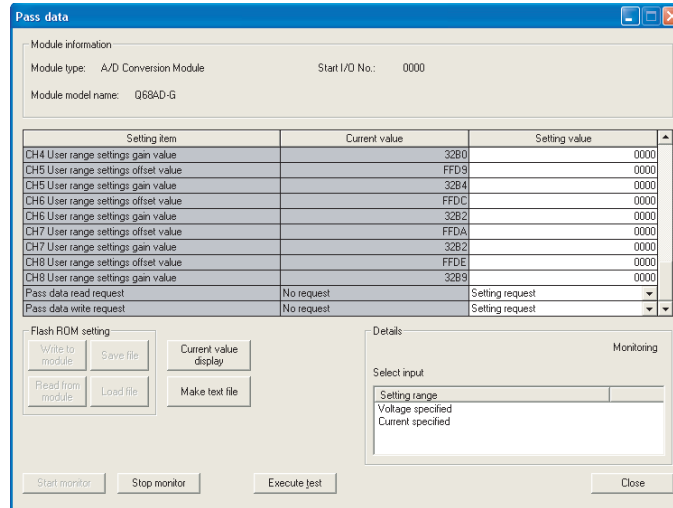 Pass data
Module information
Module type: A/D Conversion Module Start I/O No.: 0000
Module model name: Q68AD-G
Setting item Current value Setting value
CH4 User range settings gain value 32B0 0000
CH5 User range settings offset value FFD9 0000
CH5 User range settings gain value 32B4 0000
CH6 User range settings offset value FFDC 0000
CH6 User range settings gain value 32B2 0000
CH7 User range settings offset value FFDA 0000
CH7 User range settings gain value 32B2 0000
CH8 User range settings offset value FFDE 0000
CH8 User range settings gain value 32B9 0000
Pass data read request No request Setting request
Pass data write request No request Setting request
Flash ROM setting
Write to module
Save file
Current value display
Read from module
Load file
Make text file
Details
Monitoring
Select input
Setting range
Voltage specified
Current specified
Start monitor Stop monitor Execute test Close